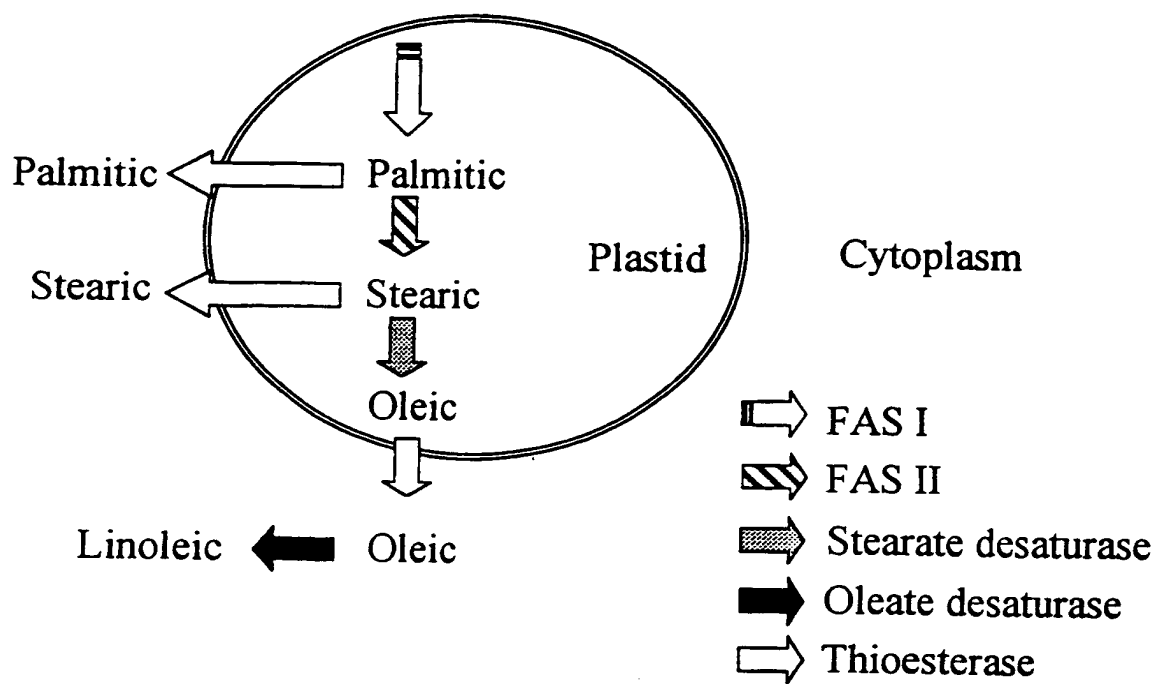 Palmitic
Palmitic
Plastid
Cytoplasm
Stearic
Stearic
Oleic
Linoleic
Oleic
FAS I
FAS II
Stearate desaturase
Oleate desaturase
Thioesterase